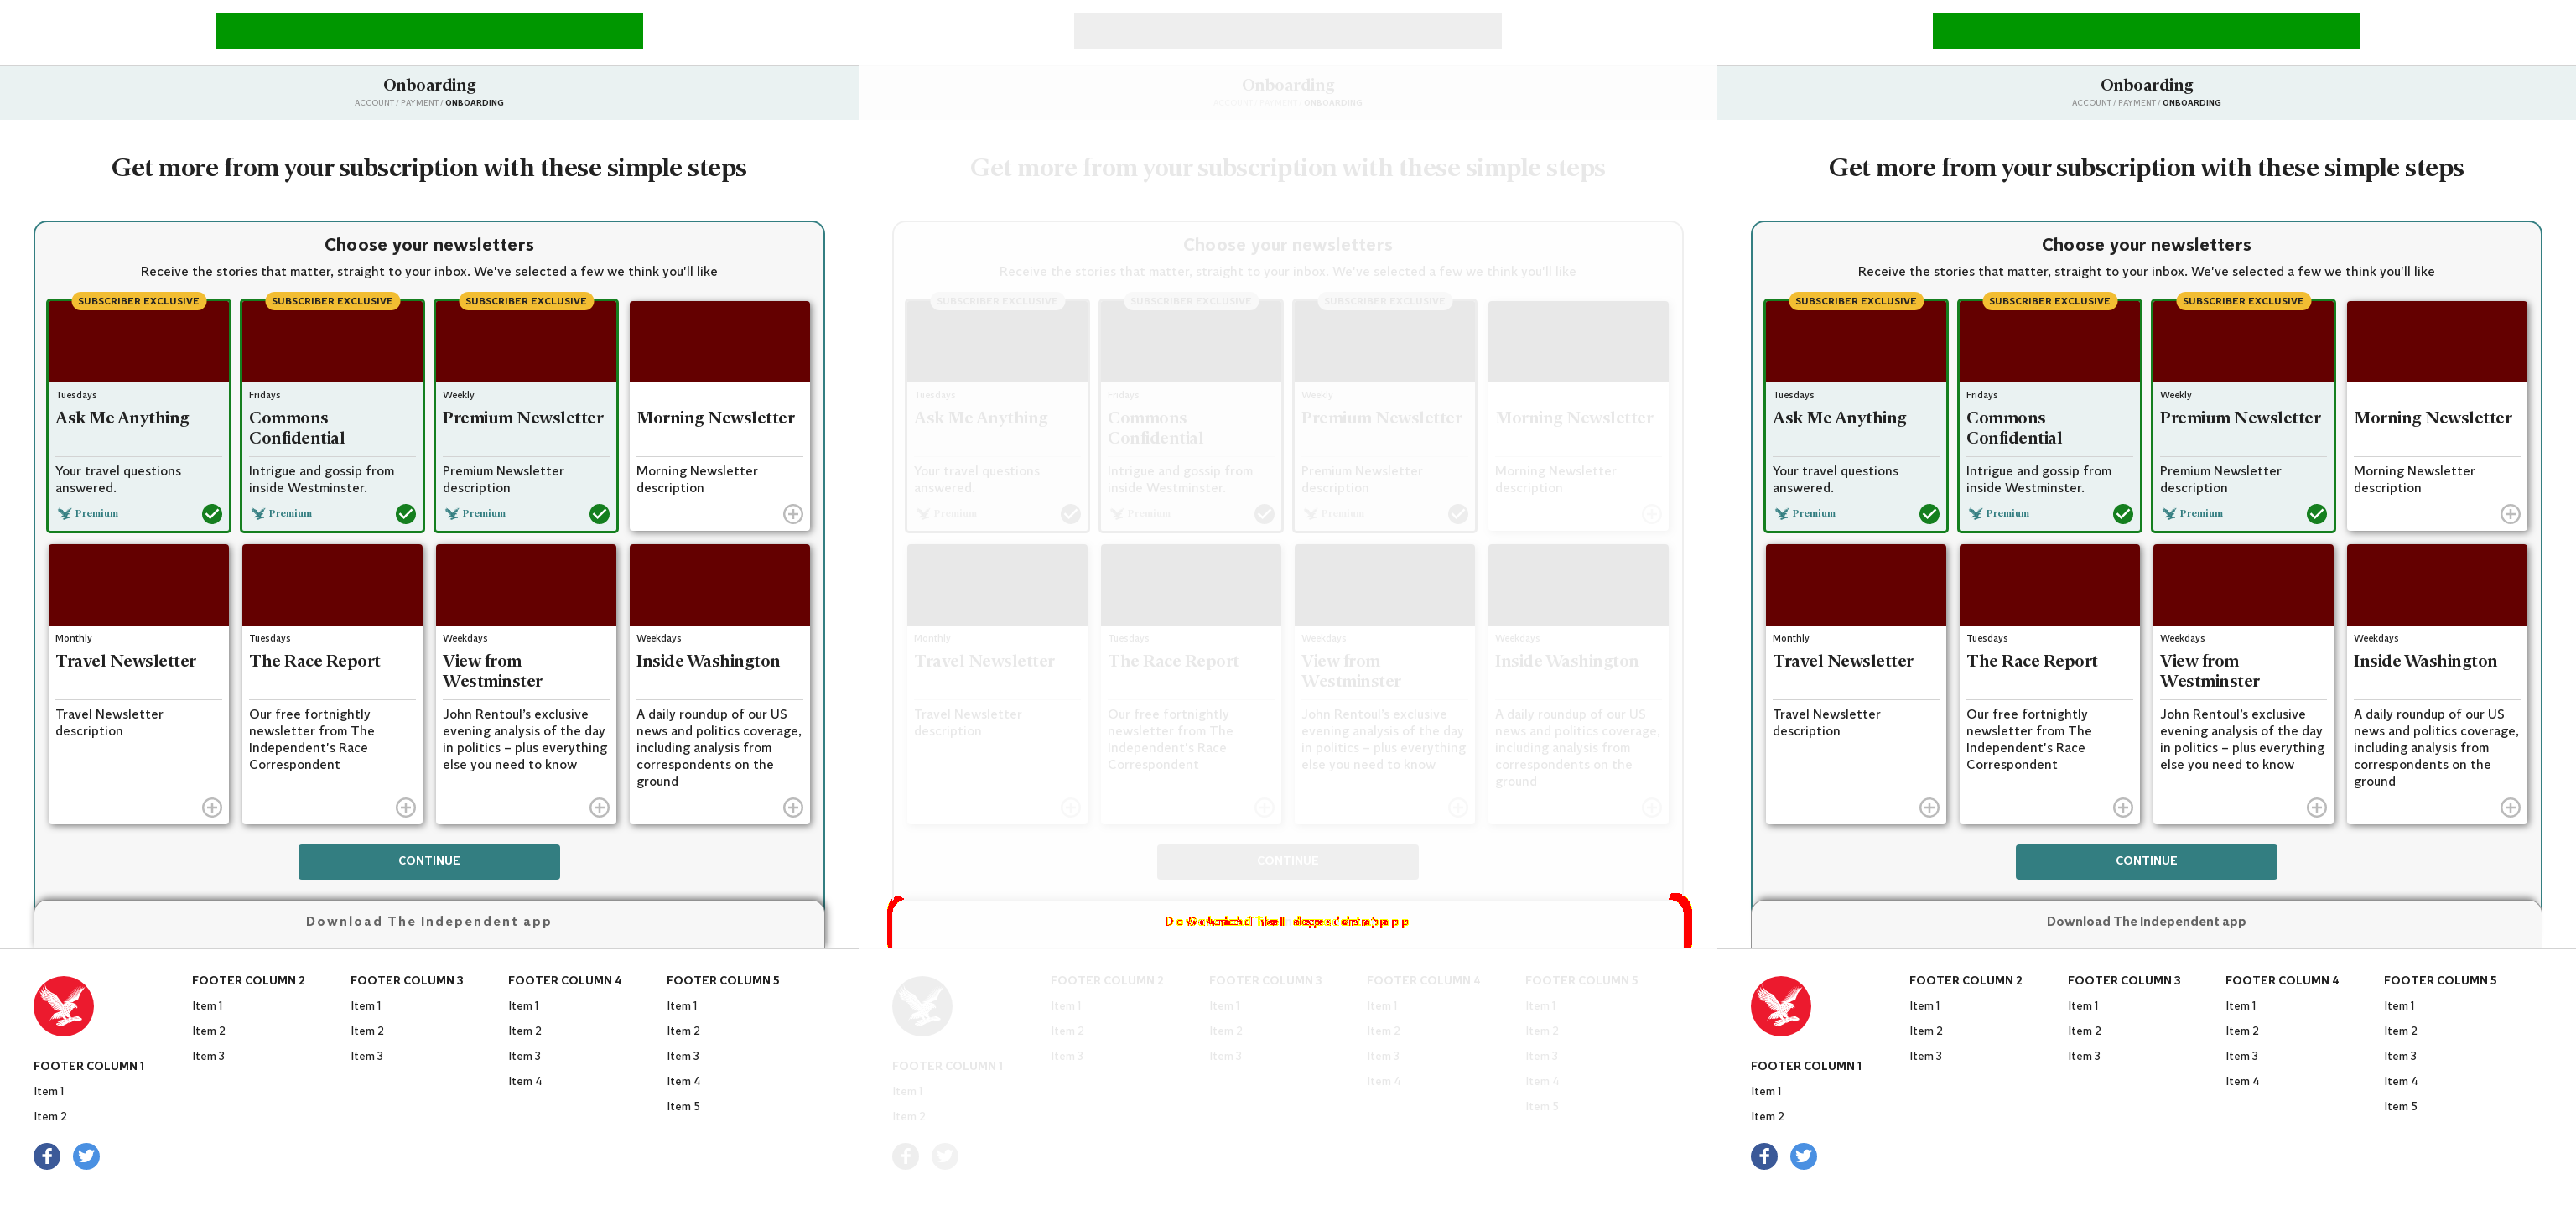 Onboarding
ACCOUNT / PAYMENT / ONBOARDING
Get more from your subscription with these simple steps
Choose your newsletters
Receive the stories that matter, straight to your inbox. We've selected a few we think you'll like
SUBSCRIBER EXCLUSIVE
Tuesdays
Ask Me Anything
Your travel questions
answered.
Premium
SUBSCRIBER EXCLUSIVE
Fridays
Commons
Confidential
Intrigue and gossip from
inside Westminster.
Premium
SUBSCRIBER EXCLUSIVE
Weekly
Premium Newsletter
Premium Newsletter
description
Premium
Morning Newsletter
Morning Newsletter
description
Monthly
Travel Newsletter
Travel Newsletter
description
Tuesdays
The Race Report
Our free fortnightly
newsletter from The
Independent's Race
Correspondent
Weekdays
View from
Westminster
John Rentoul’s exclusive
evening analysis of the day
in politics – plus everything
else you need to know
Weekdays
Inside Washington
A daily roundup of our US
news and politics coverage,
including analysis from
correspondents on the
ground
CONTINUE
Download The Independent app
FOOTER COLUMN 1
Item 1
Item 2
FOOTER COLUMN 2
Item 1
Item 2
Item 3
FOOTER COLUMN 3
Item 1
Item 2
Item 3
FOOTER COLUMN 4
Item 1
Item 2
Item 3
Item 4
FOOTER COLUMN 5
Item 1
Item 2
Item 3
Item 4
Item 5
Onboarding
ACCOUNT / PAYMENT / ONBOARDING
Get more from your subscription with these simple steps
Choose your newsletters
Receive the stories that matter, straight to your inbox. We've selected a few we think you'll like
SUBSCRIBER EXCLUSIVE
Tuesdays
Ask Me Anything
Your travel questions
answered.
Premium
SUBSCRIBER EXCLUSIVE
Fridays
Commons
Confidential
Intrigue and gossip from
inside Westminster.
Premium
SUBSCRIBER EXCLUSIVE
Weekly
Premium Newsletter
Premium Newsletter
description
Premium
Morning Newsletter
Morning Newsletter
description
Monthly
Travel Newsletter
Travel Newsletter
description
Tuesdays
The Race Report
Our free fortnightly
newsletter from The
Independent's Race
Correspondent
Weekdays
View from
Westminster
John Rentoul’s exclusive
evening analysis of the day
in politics – plus everything
else you need to know
Weekdays
Inside Washington
A daily roundup of our US
news and politics coverage,
including analysis from
correspondents on the
ground
CONTINUE
FOOTER COLUMN 1
Item 1
Item 2
FOOTER COLUMN 2
Item 1
Item 2
Item 3
FOOTER COLUMN 3
Item 1
Item 2
Item 3
FOOTER COLUMN 4
Item 1
Item 2
Item 3
Item 4
FOOTER COLUMN 5
Item 1
Item 2
Item 3
Item 4
Item 5
Onboarding
ACCOUNT / PAYMENT / ONBOARDING
Get more from your subscription with these simple steps
Choose your newsletters
Receive the stories that matter, straight to your inbox. We've selected a few we think you'll like
SUBSCRIBER EXCLUSIVE
Tuesdays
Ask Me Anything
Your travel questions
answered.
Premium
SUBSCRIBER EXCLUSIVE
Fridays
Commons
Confidential
Intrigue and gossip from
inside Westminster.
Premium
SUBSCRIBER EXCLUSIVE
Weekly
Premium Newsletter
Premium Newsletter
description
Premium
Morning Newsletter
Morning Newsletter
description
Monthly
Travel Newsletter
Travel Newsletter
description
Tuesdays
The Race Report
Our free fortnightly
newsletter from The
Independent's Race
Correspondent
Weekdays
View from
Westminster
John Rentoul’s exclusive
evening analysis of the day
in politics – plus everything
else you need to know
Weekdays
Inside Washington
A daily roundup of our US
news and politics coverage,
including analysis from
correspondents on the
ground
CONTINUE
Download The Independent app
FOOTER COLUMN 1
Item 1
Item 2
FOOTER COLUMN 2
Item 1
Item 2
Item 3
FOOTER COLUMN 3
Item 1
Item 2
Item 3
FOOTER COLUMN 4
Item 1
Item 2
Item 3
Item 4
FOOTER COLUMN 5
Item 1
Item 2
Item 3
Item 4
Item 5